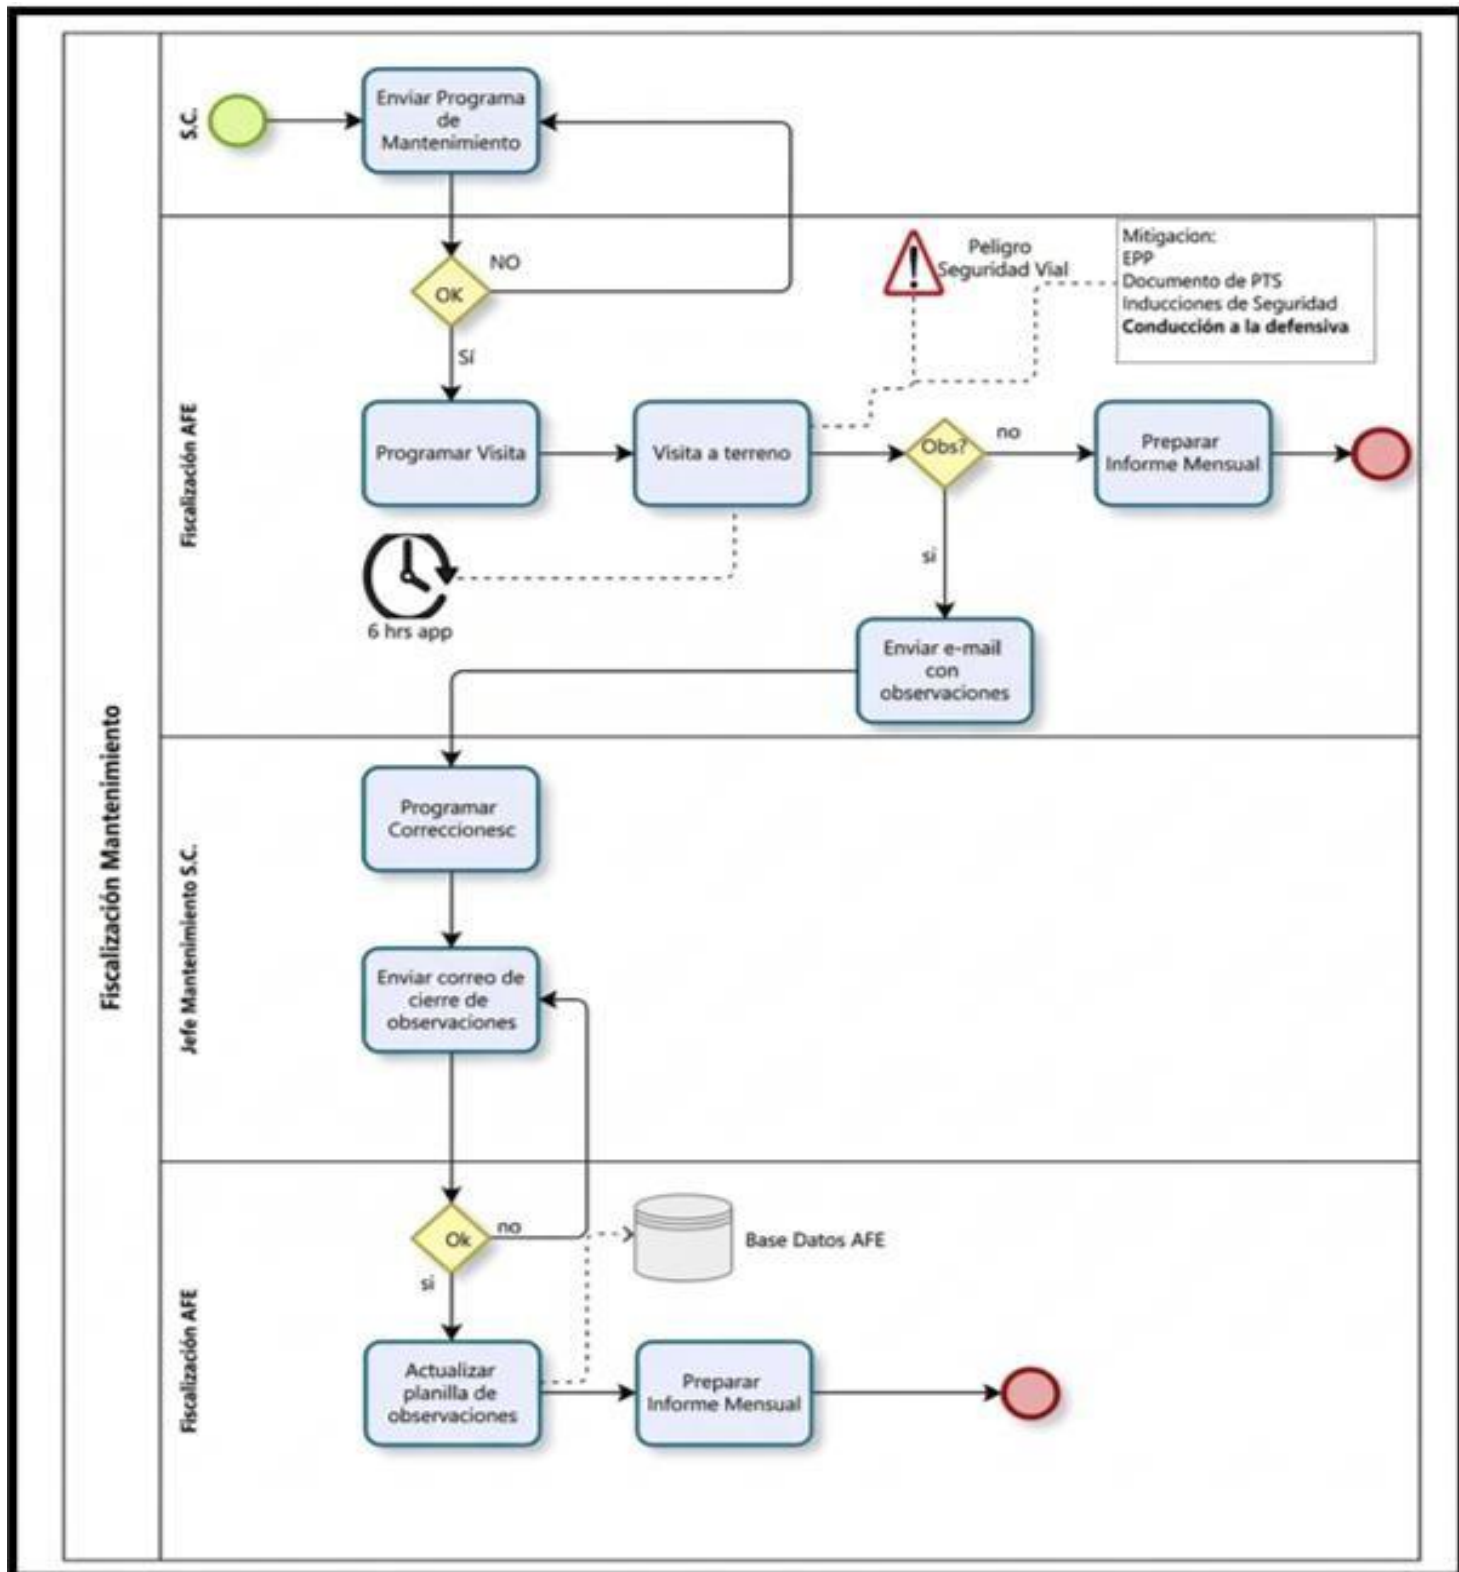 Fiscalización Mantenimiento
S.C.
Enviar Programa
de
Mantenimiento
Fiscalización AFE
OK
NO
Sí
Peligro
Seguridad Vial
Mitigacion:
EPP
Documento de PTS
Inducciones de Seguridad
Conducción a la defensiva
Programar Visita
Visita a terreno
Obs?
no
Preparar
Informe Mensual
si
6 hrs app
Enviar e-mail
con
observaciones
Jefe Mantenimiento S.C.
Programar
Correccionesc
Enviar correo de
cierre de
observaciones
Fiscalización AFE
Ok
no
si
Base Datos AFE
Actualizar
planilla de
observaciones
Preparar
Informe Mensual